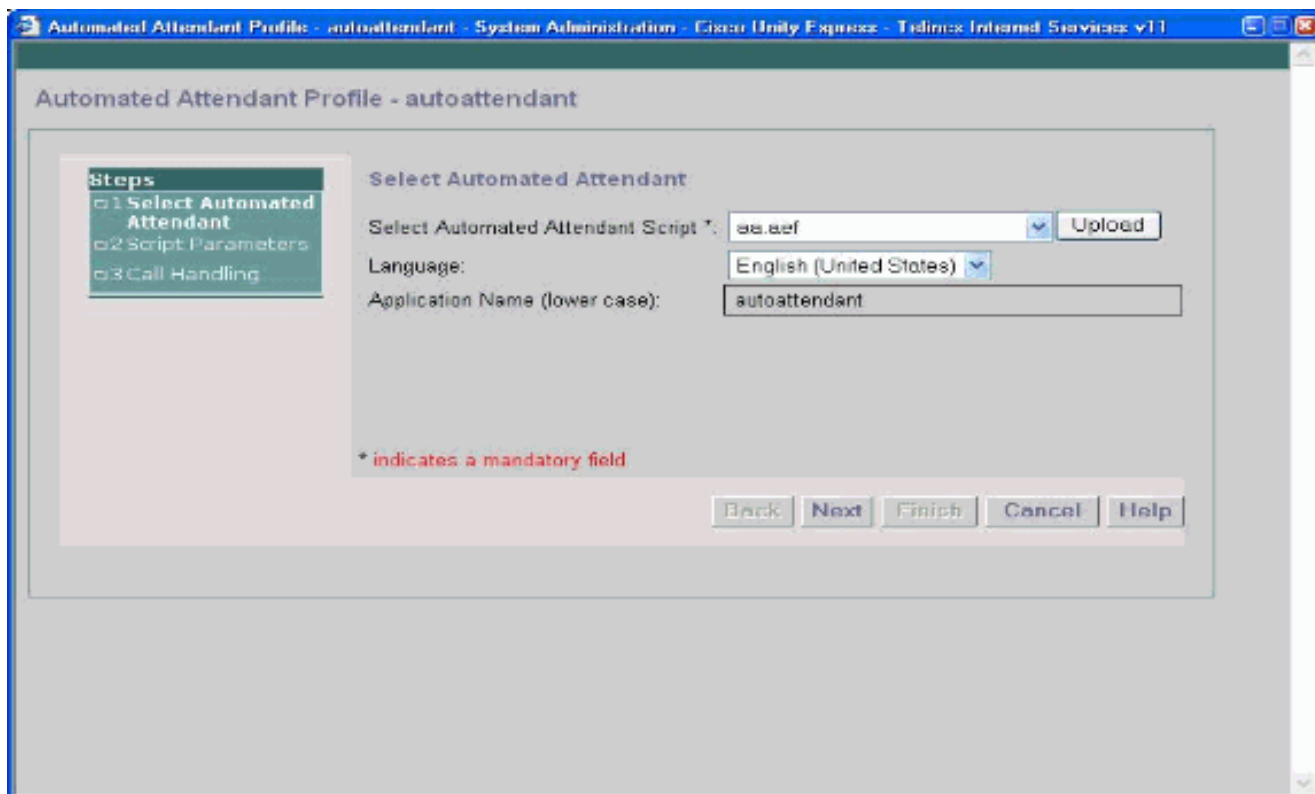 Automated Attendant Profile - autoattendant - System Administration - Cisco Unity Express - Internet Services v11
Automated Attendant Profile - autoattendant
Steps
1 Select Automated
Attendant
2 Script Parameters
3 Call Handling
Select Automated Attendant
Select Automated Attendant Script *: aa.aef Upload
Language: English (United States)
Application Name (lower case): autoattendant
* indicates a mandatory field
Back Next Finish Cancel Help